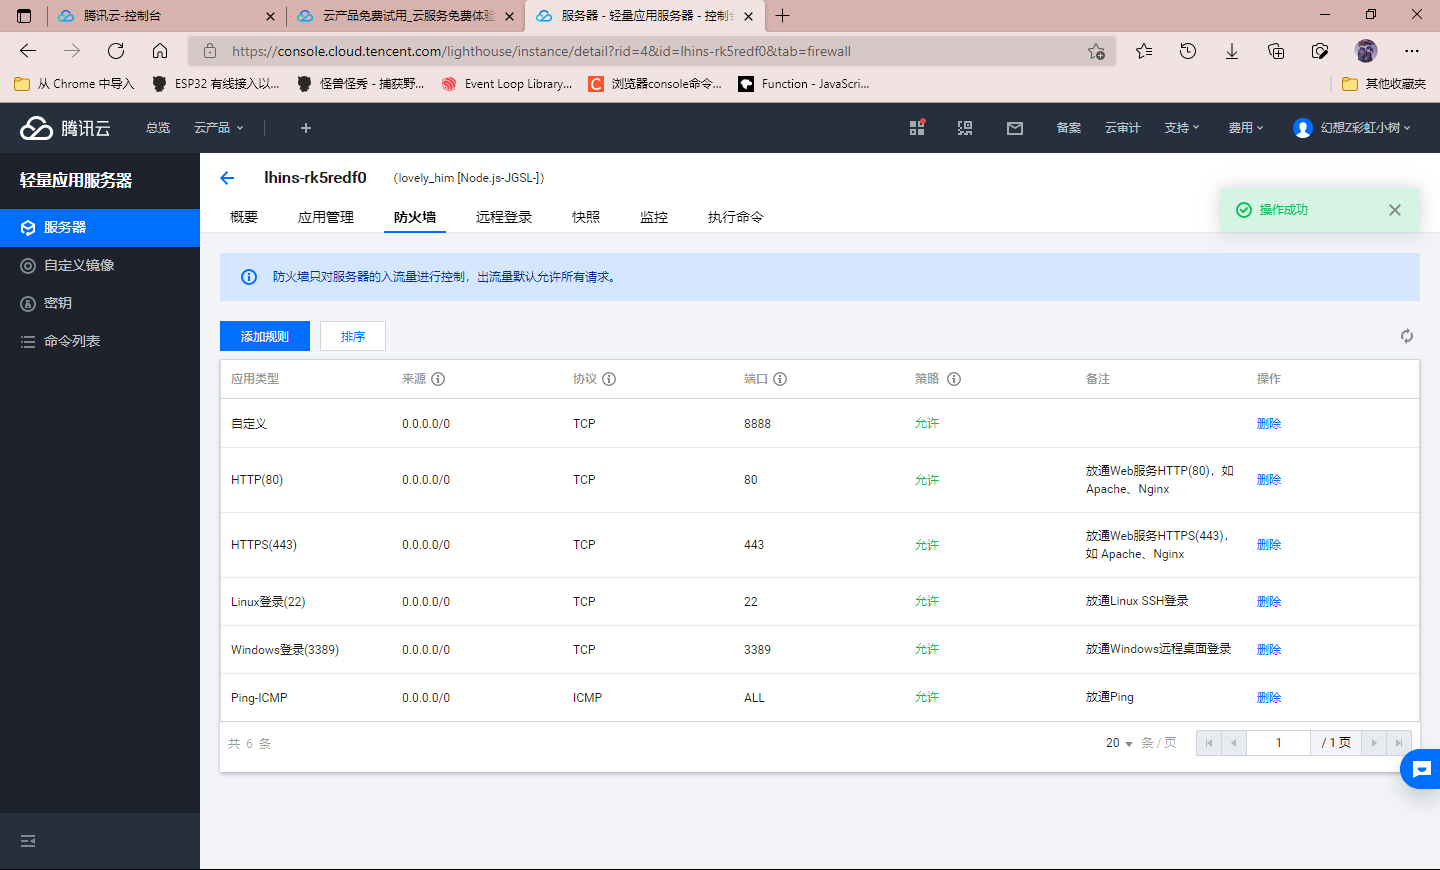 腾讯云-控制台
云产品免费试用_云服务免费体验
服务器 - 轻量应用服务器 - 控制台
https://console.cloud.tencent.com/lighthouse/instance/detail?rid=4&id=lhins-rk5redf0&tab=firewall
从 Chrome 中导入
ESP32 有线接入以...
怪兽怪秀 - 捕获野...
Event Loop Library...
浏览器console命令...
Function - JavaScri...
其他收藏夹
腾讯云
总览
云产品
备案
云审计
支持
费用
幻想Z彩虹小树
轻量应用服务器
服务器
自定义镜像
密钥
命令列表
lhins-rk5redf0
(lovely_him [Node.js-JGSL-])
概要
应用管理
防火墙
远程登录
快照
监控
执行命令
操作成功
防火墙只对服务器的入流量进行控制，出流量默认允许所有请求。
添加规则
排序
应用类型 来源 协议 端口 策略 备注 操作
自定义 0.0.0.0/0 TCP 8888 允许 删除
HTTP(80) 0.0.0.0/0 TCP 80 允许 放通Web服务HTTP(80)，如 删除
Apache、Nginx
HTTPS(443) 0.0.0.0/0 TCP 443 允许 放通Web服务HTTPS(443)， 删除
如 Apache、Nginx
Linux登录(22) 0.0.0.0/0 TCP 22 允许 放通Linux SSH登录 删除
Windows登录(3389) 0.0.0.0/0 TCP 3389 允许 放通Windows远程桌面登录 删除
Ping-ICMP 0.0.0.0/0 ICMP ALL 允许 放通Ping 删除
共 6 条
20 条 / 页
1
/ 1 页